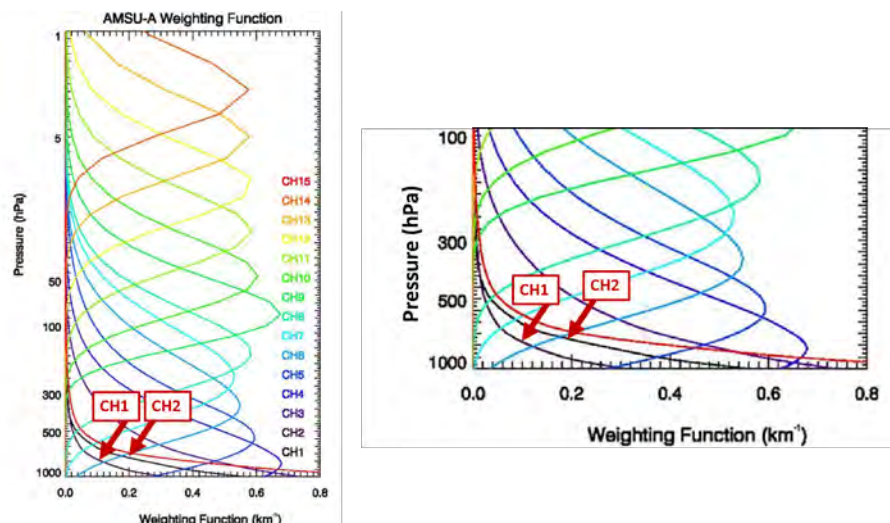 AMSU-A Weighting Function
Pressure (hPa)
1
5
50
100
300
500
1000
CH15
CH14
CH13
CH12
CH11
CH10
CH9
CH8
CH7
CH6
CH5
CH4
CH3
CH2
CH1
CH1
CH2
0.0
0.2
0.4
0.6
0.8
Weighting Function (km⁻¹)
Pressure (hPa)
100
300
500
1000
CH1
CH2
0.0
0.2
0.4
0.6
0.8
Weighting Function (km⁻¹)